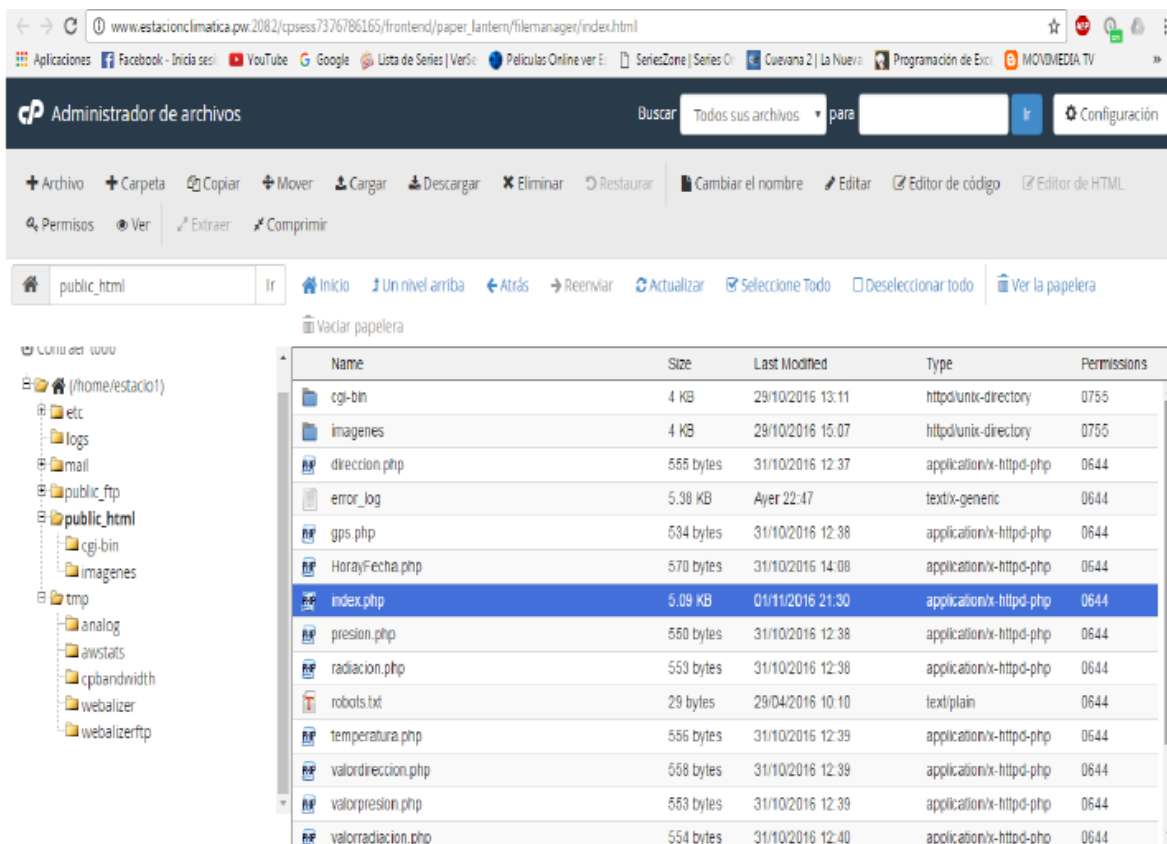 www.estacionclimatica.pw:2082/cpsess7376786165/frontend/paper_lantern/filemanager/index.html
Aplicaciones Facebook - Inicia sesi YouTube Google Lista de Series | VerSe Peliculas Online ver E SeriesZone | Series O Cuevana 2 | La Nueva Programación de Exce MOVIMEDIA TV »
cP Administrador de archivos Buscar Todos sus archivos para Ir Configuración
Archivo Carpeta Copiar Mover Cargar Descargar Eliminar Restaurar Cambiar el nombre Editar Editor de código Editor de HTML
Permisos Ver Extraer Comprimir
public_html Ir Inicio Un nivel arriba Atrás Reenviar Actualizar Seleccione Todo Deseleccionar todo Ver la papelera
Vaciar papelera
Contraer todo
(/home/estacio1)
etc
logs
mail
public_ftp
public_html
cgi-bin
imagenes
tmp
analog
awstats
cpbandwidth
webalizer
webalizerftp
Name Size Last Modified Type Permissions
cgi-bin 4 KB 29/10/2016 13:11 httpd/unix-directory 0755
imagenes 4 KB 29/10/2016 15:07 httpd/unix-directory 0755
direccion.php 555 bytes 31/10/2016 12:37 application/x-httpd-php 0644
error_log 5.38 KB Ayer 22:47 text/x-generic 0644
gps.php 534 bytes 31/10/2016 12:38 application/x-httpd-php 0644
HorayFecha.php 570 bytes 31/10/2016 14:08 application/x-httpd-php 0644
index.php 5.09 KB 01/11/2016 21:30 application/x-httpd-php 0644
presion.php 550 bytes 31/10/2016 12:38 application/x-httpd-php 0644
radiacion.php 553 bytes 31/10/2016 12:38 application/x-httpd-php 0644
robots.txt 29 bytes 29/04/2016 10:10 text/plain 0644
temperatura.php 556 bytes 31/10/2016 12:39 application/x-httpd-php 0644
valordireccion.php 558 bytes 31/10/2016 12:39 application/x-httpd-php 0644
valorpresion.php 553 bytes 31/10/2016 12:39 application/x-httpd-php 0644
valorradiacion.php 554 bytes 31/10/2016 12:40 application/x-httpd-php 0644